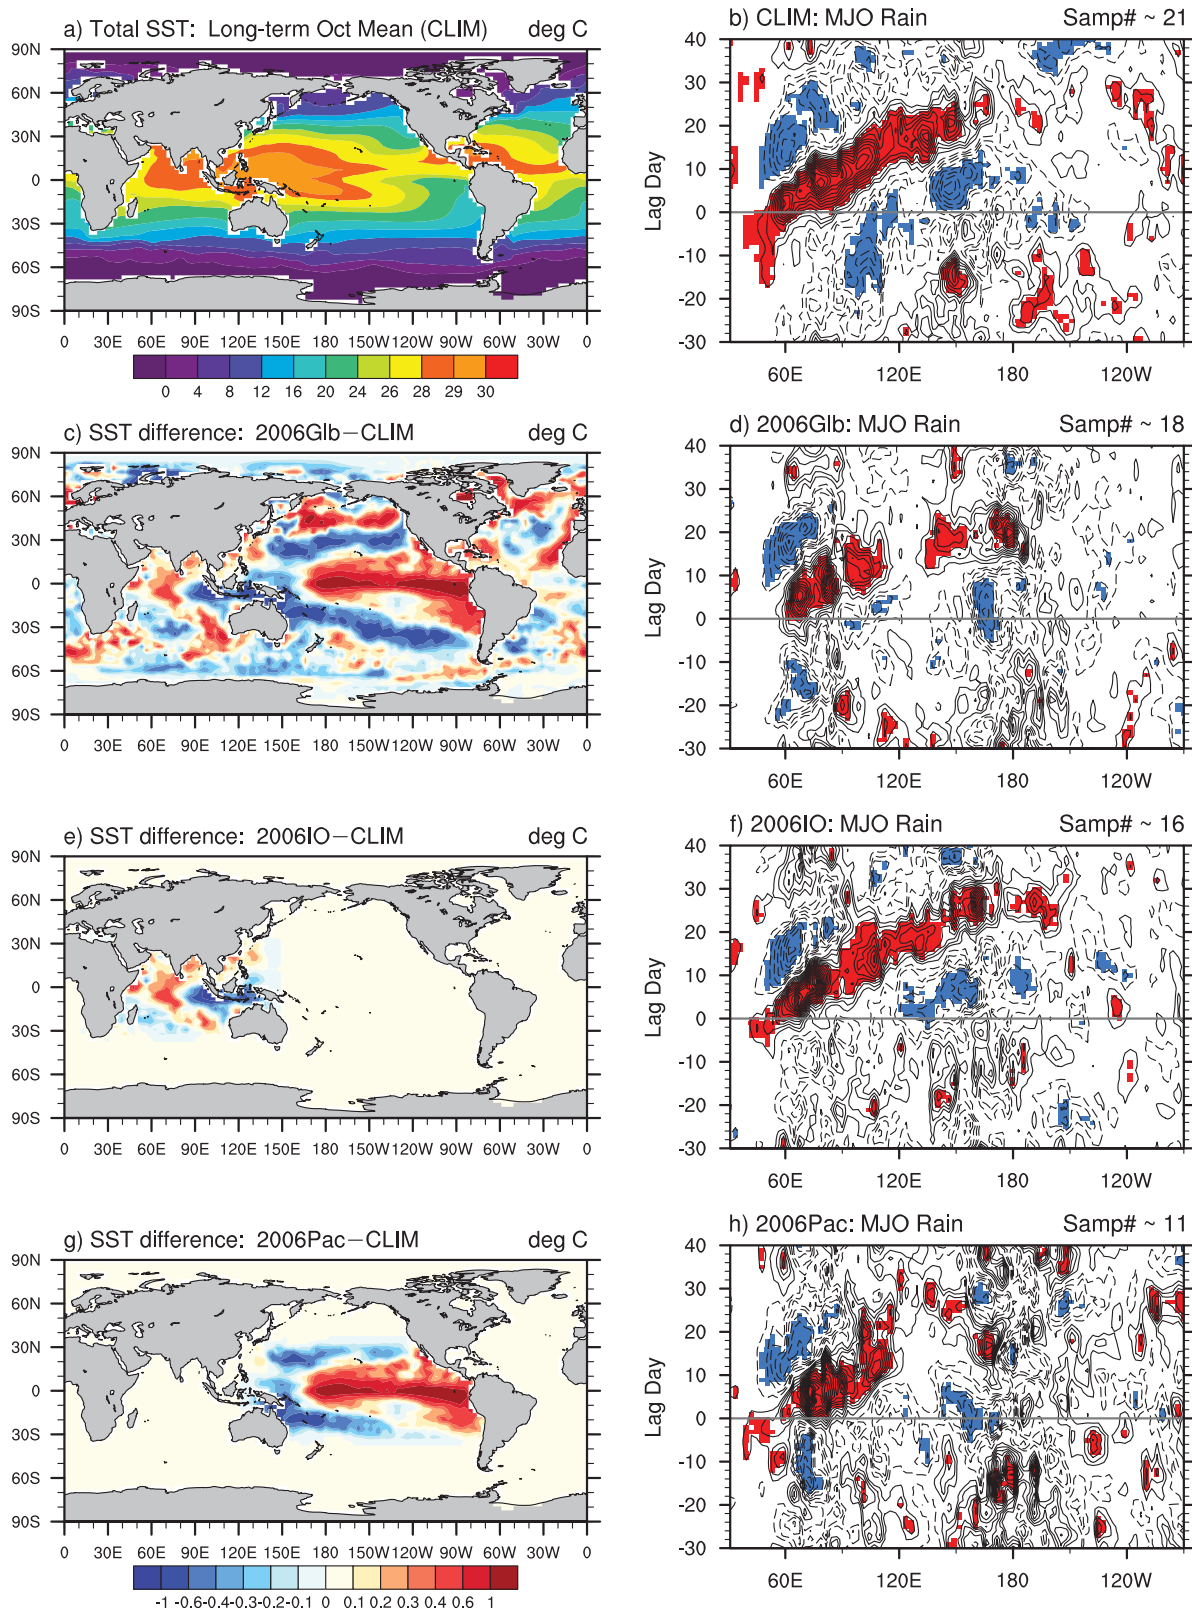 a) Total SST: Long-term Oct Mean (CLIM) deg C
90N
60N
30N
0
30S
60S
90S
0 30E 60E 90E 120E 150E 180 150W 120W 90W 60W 30W 0
0 4 8 12 16 20 24 26 28 29 30
b) CLIM: MJO Rain Samp# ~ 21
Lag Day
40
30
20
10
0
-10
-20
-30
60E 120E 180 120W
c) SST difference: 2006Glb−CLIM deg C
90N
60N
30N
0
30S
60S
90S
0 30E 60E 90E 120E 150E 180 150W 120W 90W 60W 30W 0
d) 2006Glb: MJO Rain Samp# ~ 18
Lag Day
40
30
20
10
0
-10
-20
-30
60E 120E 180 120W
e) SST difference: 2006IO−CLIM deg C
90N
60N
30N
0
30S
60S
90S
0 30E 60E 90E 120E 150E 180 150W 120W 90W 60W 30W 0
f) 2006IO: MJO Rain Samp# ~ 16
Lag Day
40
30
20
10
0
-10
-20
-30
60E 120E 180 120W
g) SST difference: 2006Pac−CLIM deg C
90N
60N
30N
0
30S
60S
90S
0 30E 60E 90E 120E 150E 180 150W 120W 90W 60W 30W 0
-1 -0.6 -0.4 -0.3 -0.2 -0.1 0 0.1 0.2 0.3 0.4 0.6 1
h) 2006Pac: MJO Rain Samp# ~ 11
Lag Day
40
30
20
10
0
-10
-20
-30
60E 120E 180 120W